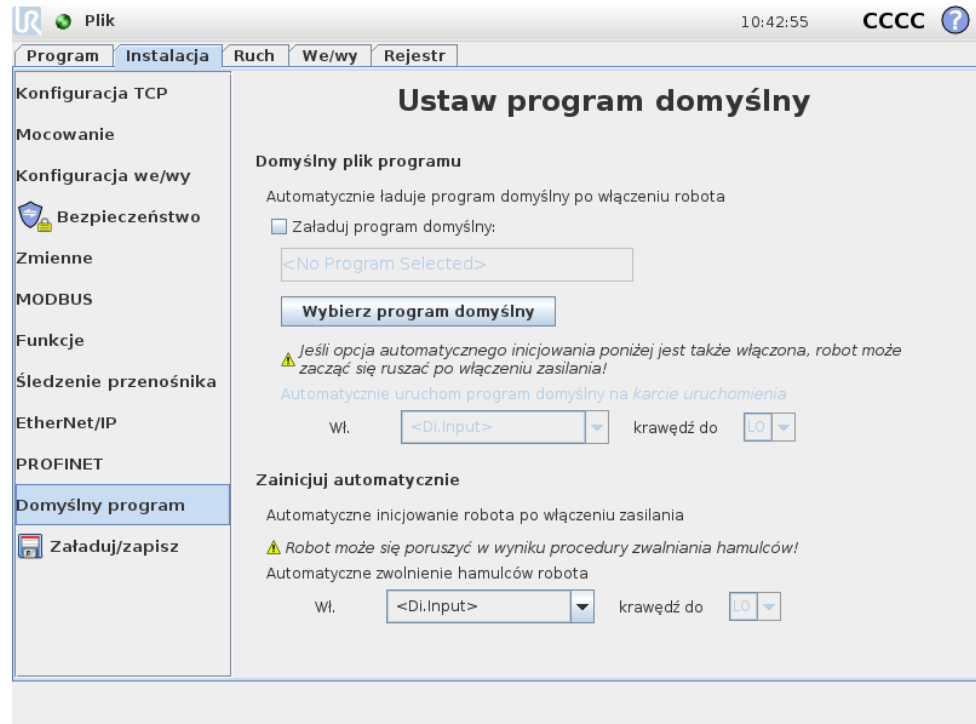 UR Plik 10:42:55 CCCC ?
Program Instalacja Ruch We/wy Rejestr
Konfiguracja TCP
Mocowanie
Konfiguracja we/wy
Bezpieczeństwo
Zmienne
MODBUS
Funkcje
Śledzenie przenośnika
EtherNet/IP
PROFINET
Domyślny program
Załaduj/zapisz
Ustaw program domyślny
Domyślny plik programu
Automatycznie ładuje program domyślny po włączeniu robota
Załaduj program domyślny:
<No Program Selected>
Wybierz program domyślny
Jeśli opcja automatycznego inicjowania poniżej jest także włączona, robot może
zacząć się ruszać po włączeniu zasilania!
Automatycznie uruchom program domyślny na karcie uruchomienia
Wł. <Di.Input> krawędź do LO
Zainicjuj automatycznie
Automatyczne inicjowanie robota po włączeniu zasilania
Robot może się poruszyć w wyniku procedury zwalniania hamulców!
Automatyczne zwolnienie hamulców robota
Wł. <Di.Input> krawędź do LO